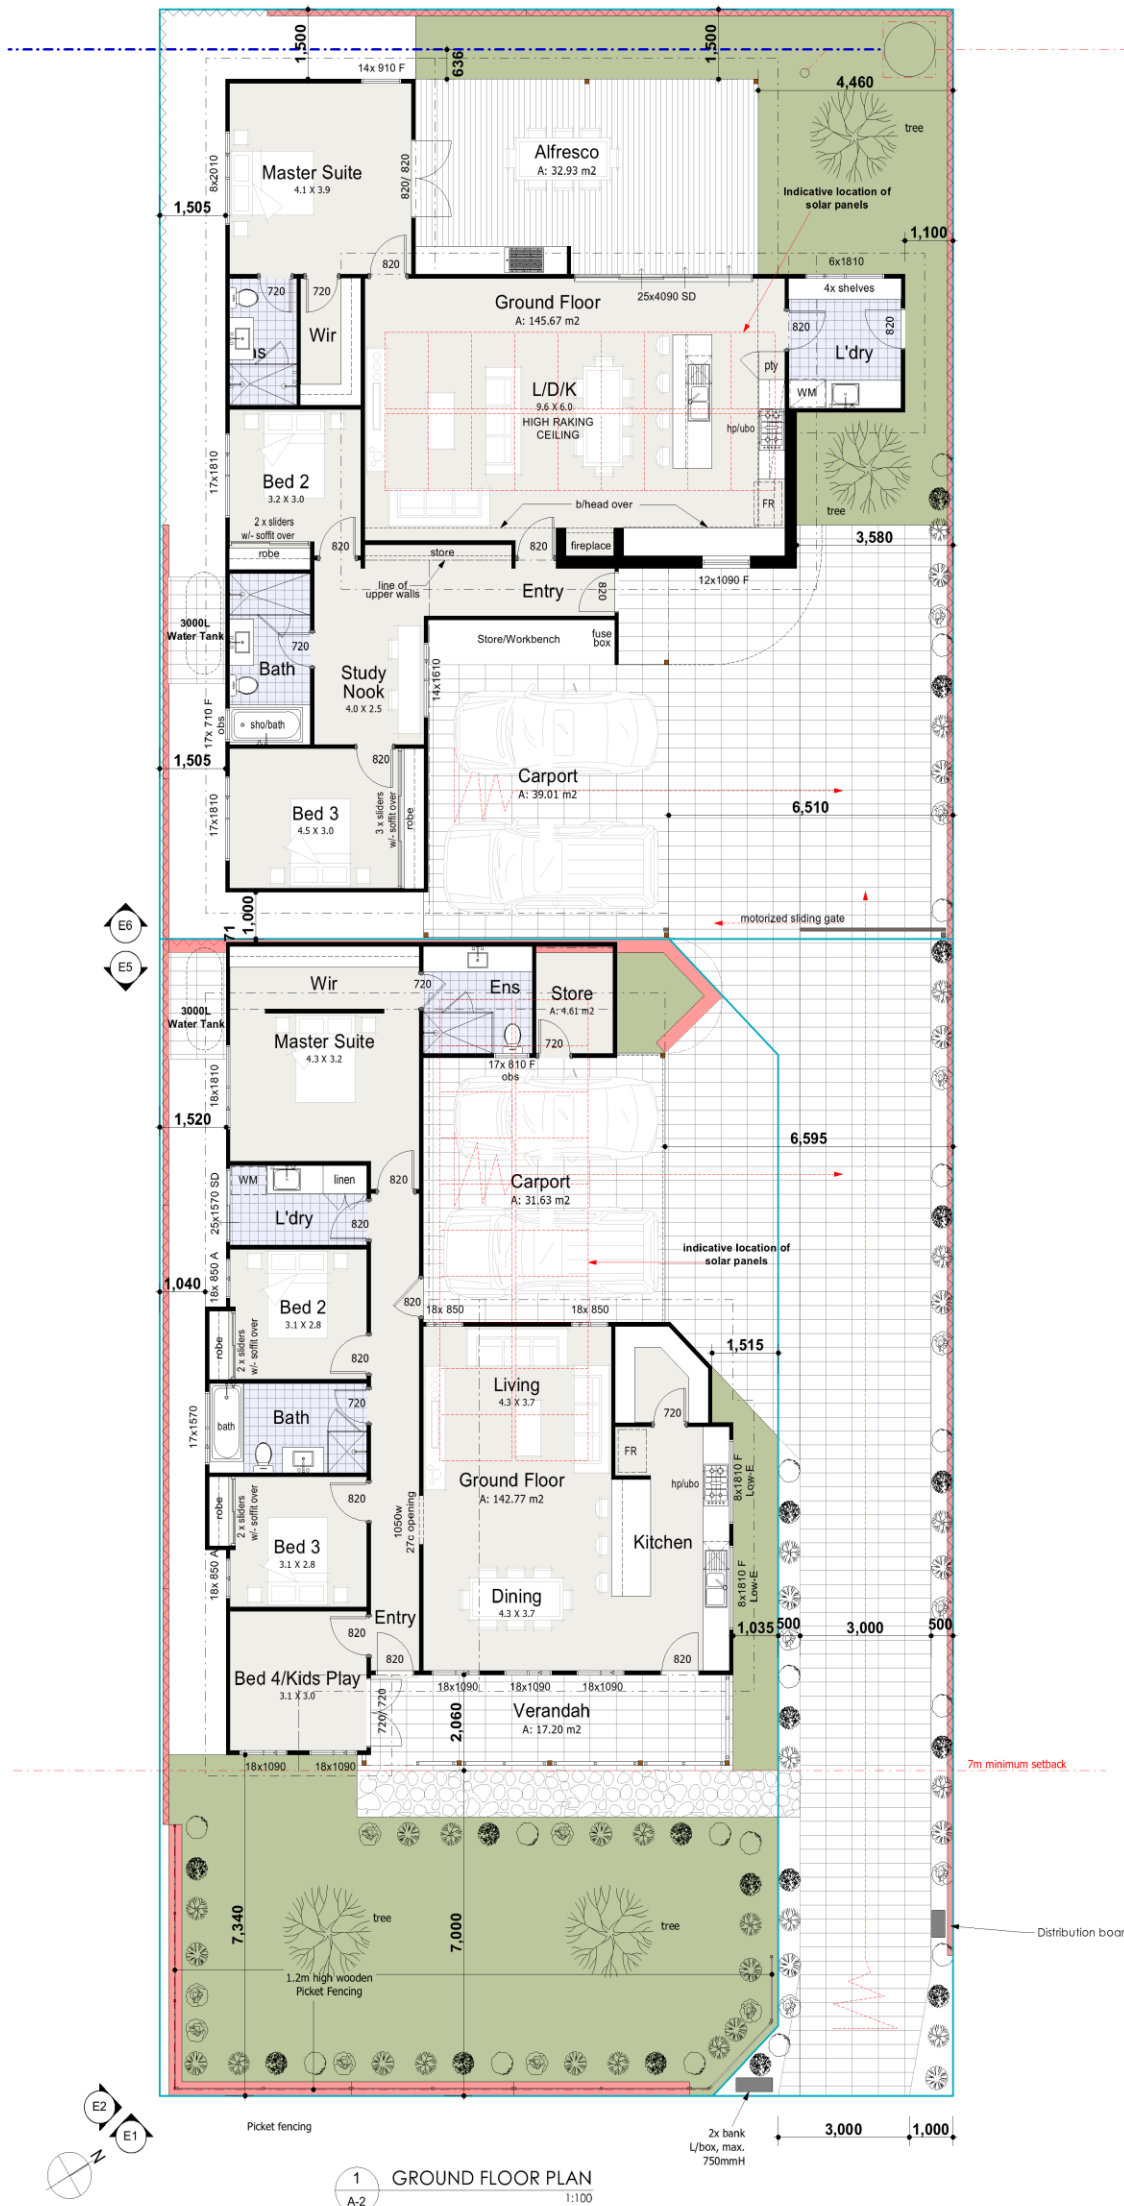 1,500
1,500
636
14x 910 F
4,460
tree
Alfresco
A: 32.93 m2
Master Suite
4.1 X 3.9
8x2010
820/ 820
Indicative location of
solar panels
1,505
1,100
820
6x1810
720
720
Ground Floor
A: 145.67 m2
25x4090 SD
4x shelves
Wir
820
820
L'dry
L/D/K
9.6 X 6.0
HIGH RAKING
CEILING
pty
WM
hp/ubo
17x1810
Bed 2
3.2 X 3.0
FR
tree
2 x sliders
w/- soffit over
b/head over
robe
820
store
820
fireplace
3,580
line of
upper walls
12x1090 F
Entry
820
3000L
Water Tank
Store/Workbench
fuse
box
720
Bath
Study
Nook
4.0 X 2.5
14x1610
17x 710 F
obs
sho/bath
1,505
820
Carport
A: 39.01 m2
17x1810
Bed 3
4.5 X 3.0
3 x sliders
w/- soffit over
robe
6,510
1,000
motorized sliding gate
E6
71
E5
Wir
720
Ens
Store
A: 4.61 m2
3000L
Water Tank
Master Suite
4.3 X 3.2
720
17x 810 F
obs
18x1810
1,520
6,595
WM
linen
820
Carport
A: 31.63 m2
25x1570 SD
L'dry
820
indicative location of
solar panels
1,040
18x 850 A
Bed 2
3.1 X 2.8
820
18x 850
18x 850
robe
2 x sliders
w/- soffit over
820
1,515
Living
4.3 X 3.7
17x1570
bath
Bath
720
720
FR
Ground Floor
A: 142.77 m2
hp/ubo
8x1810 F
Low-E
robe
2 x sliders
w/- soffit over
820
1050w
27c opening
Bed 3
3.1 X 2.8
Kitchen
18x 850 A
8x1810 F
Low-E
Dining
4.3 X 3.7
820
Entry
1,035
500
3,000
500
820
820
Bed 4/Kids Play
3.1 X 3.0
18x1090
18x1090
18x1090
720/ 720
2,060
Verandah
A: 17.20 m2
18x1090
18x1090
7m minimum setback
7,340
7,000
tree
tree
Distribution boar
1.2m high wooden
Picket Fencing
E2
E1
Picket fencing
2x bank
L/box, max.
750mmH
3,000
1,000
N
1
GROUND FLOOR PLAN
A-2
1:100